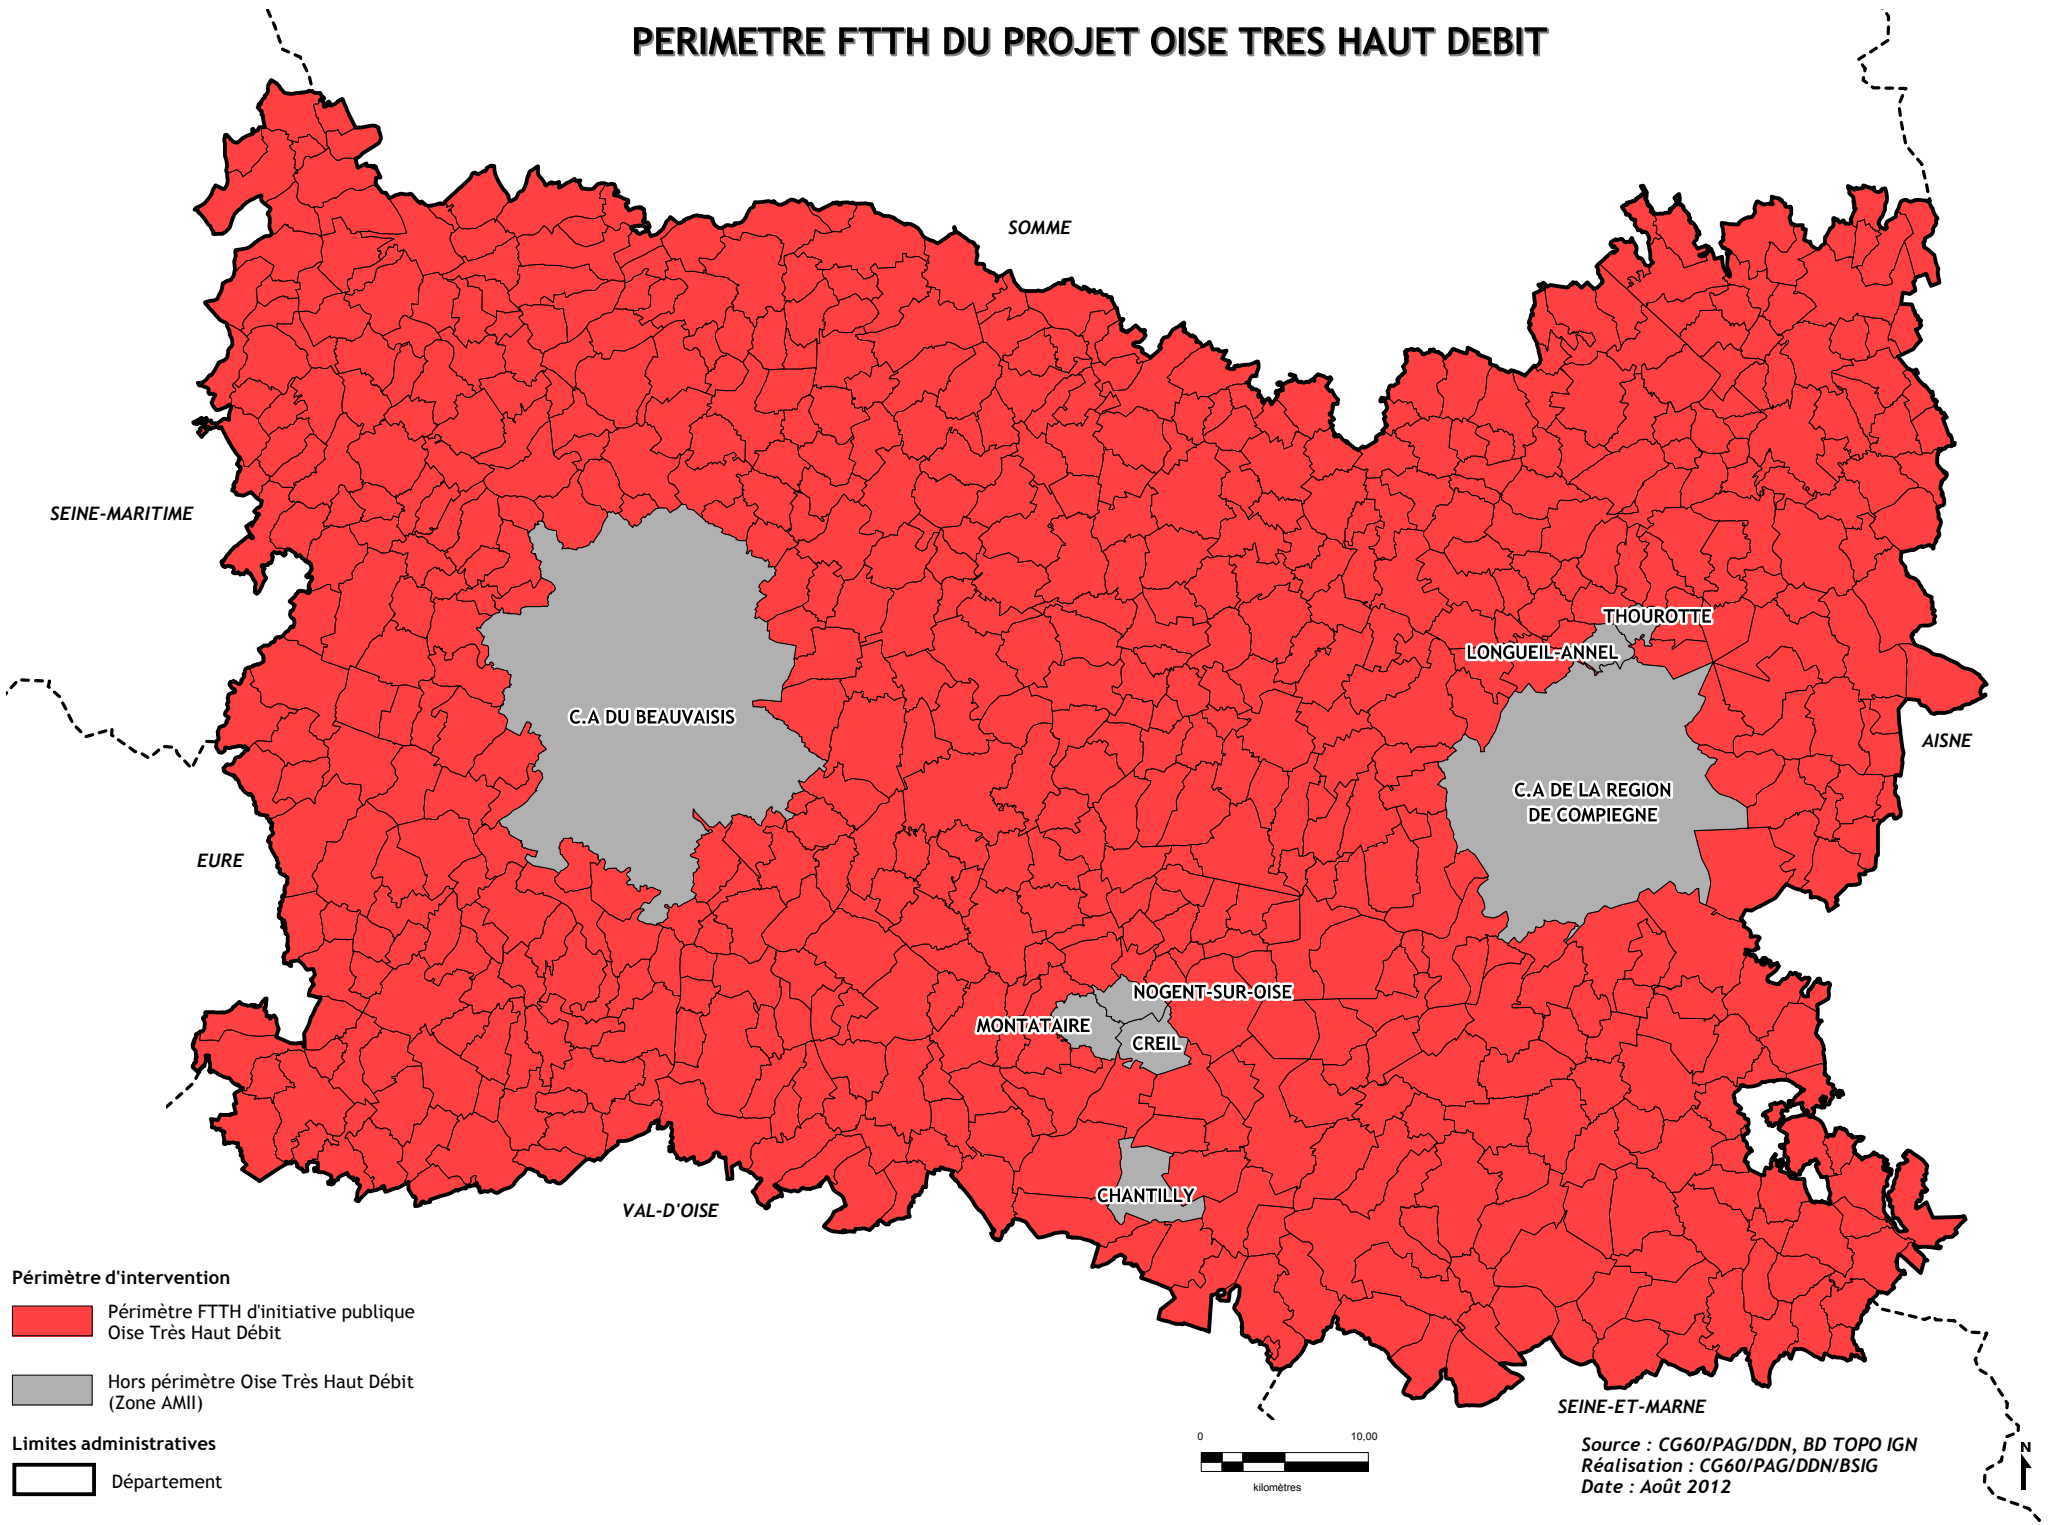 PERIMETRE FTTH DU PROJET OISE TRES HAUT DEBIT
SOMME
SEINE-MARITIME
THOUROTTE
LONGUEIL-ANNEL
C.A DU BEAUVAISIS
AISNE
C.A DE LA REGION
DE COMPIEGNE
EURE
NOGENT-SUR-OISE
MONTATAIRE
CREIL
CHANTILLY
VAL-D'OISE
Périmètre d'intervention
Périmètre FTTH d'initiative publique
Oise Très Haut Débit
Hors périmètre Oise Très Haut Débit
(Zone AMII)
Limites administratives
Département
SEINE-ET-MARNE
0 10,00
kilomètres
Source : CG60/PAG/DDN, BD TOPO IGN
Réalisation : CG60/PAG/DDN/BSIG
Date : Août 2012
N